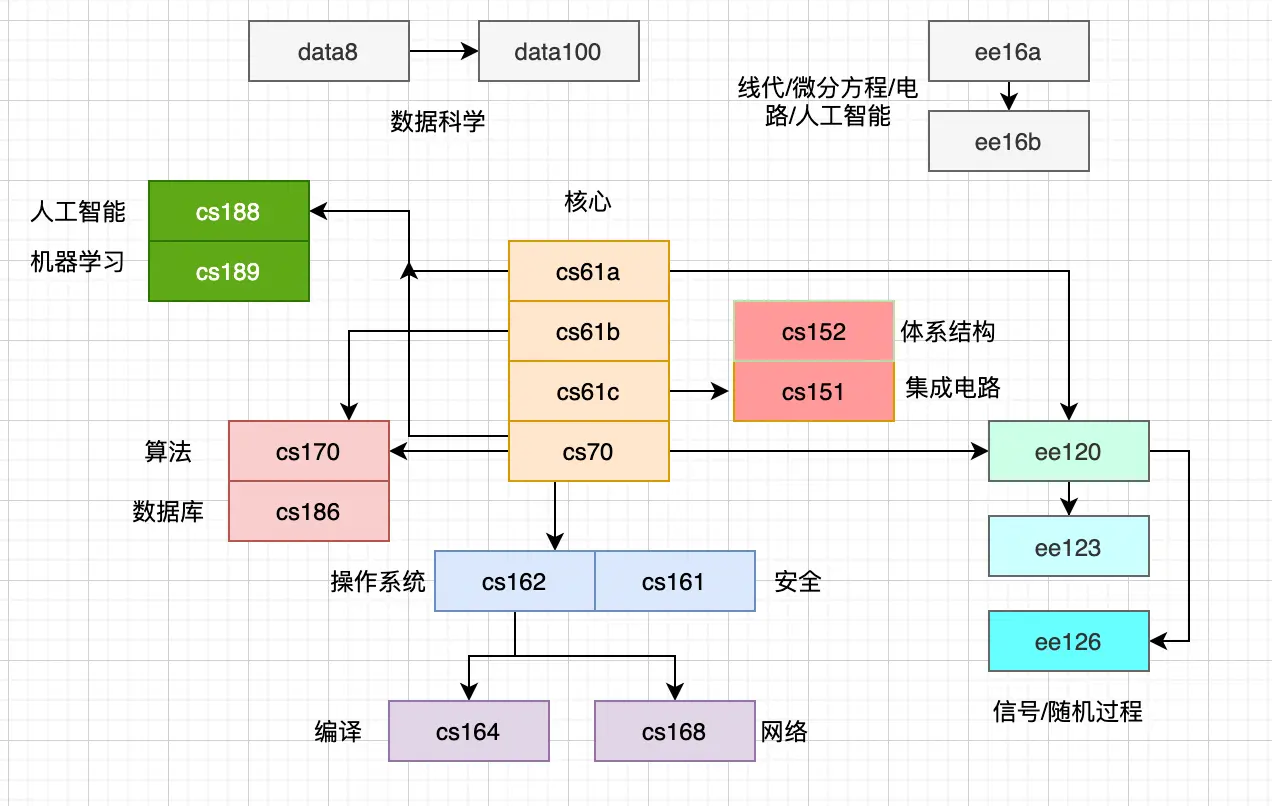 data8
data100
ee16a
线代/微分方程/电
路/人工智能
数据科学
ee16b
人工智能
cs188
核心
机器学习
cs189
cs61a
cs61b
cs152
体系结构
cs61c
cs151
集成电路
算法
cs170
cs70
ee120
数据库
cs186
ee123
操作系统
cs162
cs161
安全
ee126
信号/随机过程
编译
cs164
cs168
网络